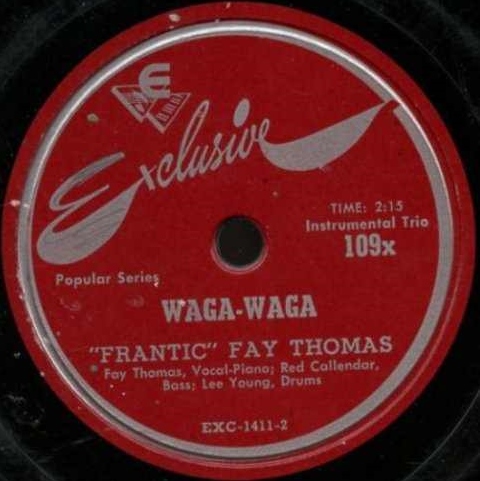 E
Exclusive
TIME: 2:15
Instrumental Trio
109x
Popular Series
WAGA-WAGA
"FRANTIC" FAY THOMAS
Fay Thomas, Vocal-Piano; Red Callendar,
Bass; Lee Young, Drums
EXC-1411-2